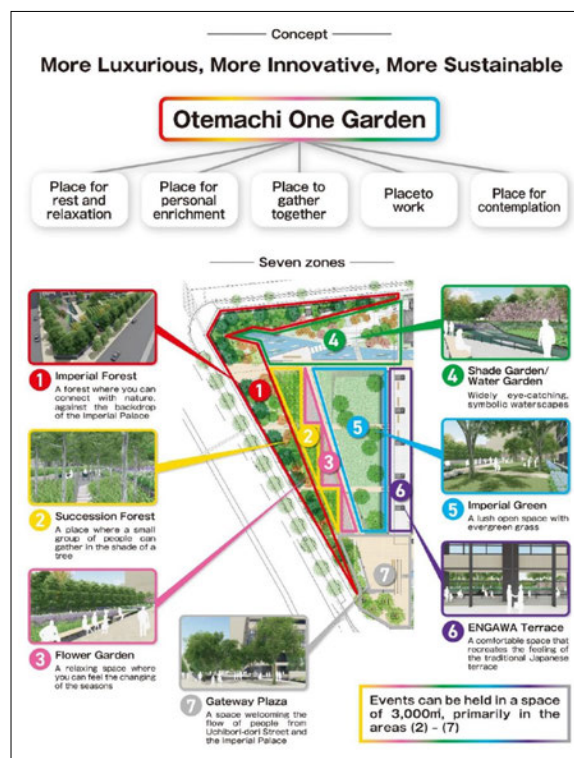 Concept
More Luxurious, More Innovative, More Sustainable
Otemachi One Garden
Place for
rest and
relaxation
Place for
personal
enrichment
Place to
gather
together
Placeto
work
Place for
contemplation
Seven zones
1 Imperial Forest
A forest where you can
connect with nature,
against the backdrop
of the Imperial Palace
2 Succession Forest
A place where a small
group of people can
gather in the shade of a
tree
3 Flower Garden
A relaxing space where
you can feel the changing
of the seasons
1
2
3
4
5
6
7
4 Shade Garden/
Water Garden
Widely eye-catching,
symbolic waterscapes
5 Imperial Green
A lush open space with
evergreen grass
6 ENGAWA Terrace
A comfortable space that
recreates the feeling of
the traditional Japanese
terrace
7 Gateway Plaza
A space welcoming the
flow of people from
Uchibori-dori Street and
the Imperial Palace
Events can be held in a space
of 3,000㎡, primarily in the
areas (2) – (7)